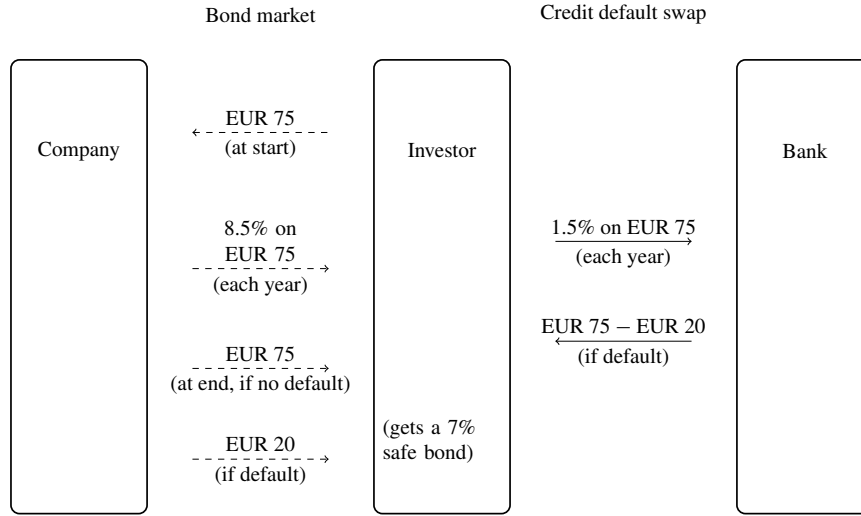 Bond market
Credit default swap
Company
EUR 75
(at start)
Investor
Bank
8.5% on
EUR 75
(each year)
1.5% on EUR 75
(each year)
EUR 75 − EUR 20
(if default)
EUR 75
(at end, if no default)
EUR 20
(if default)
(gets a 7%
safe bond)